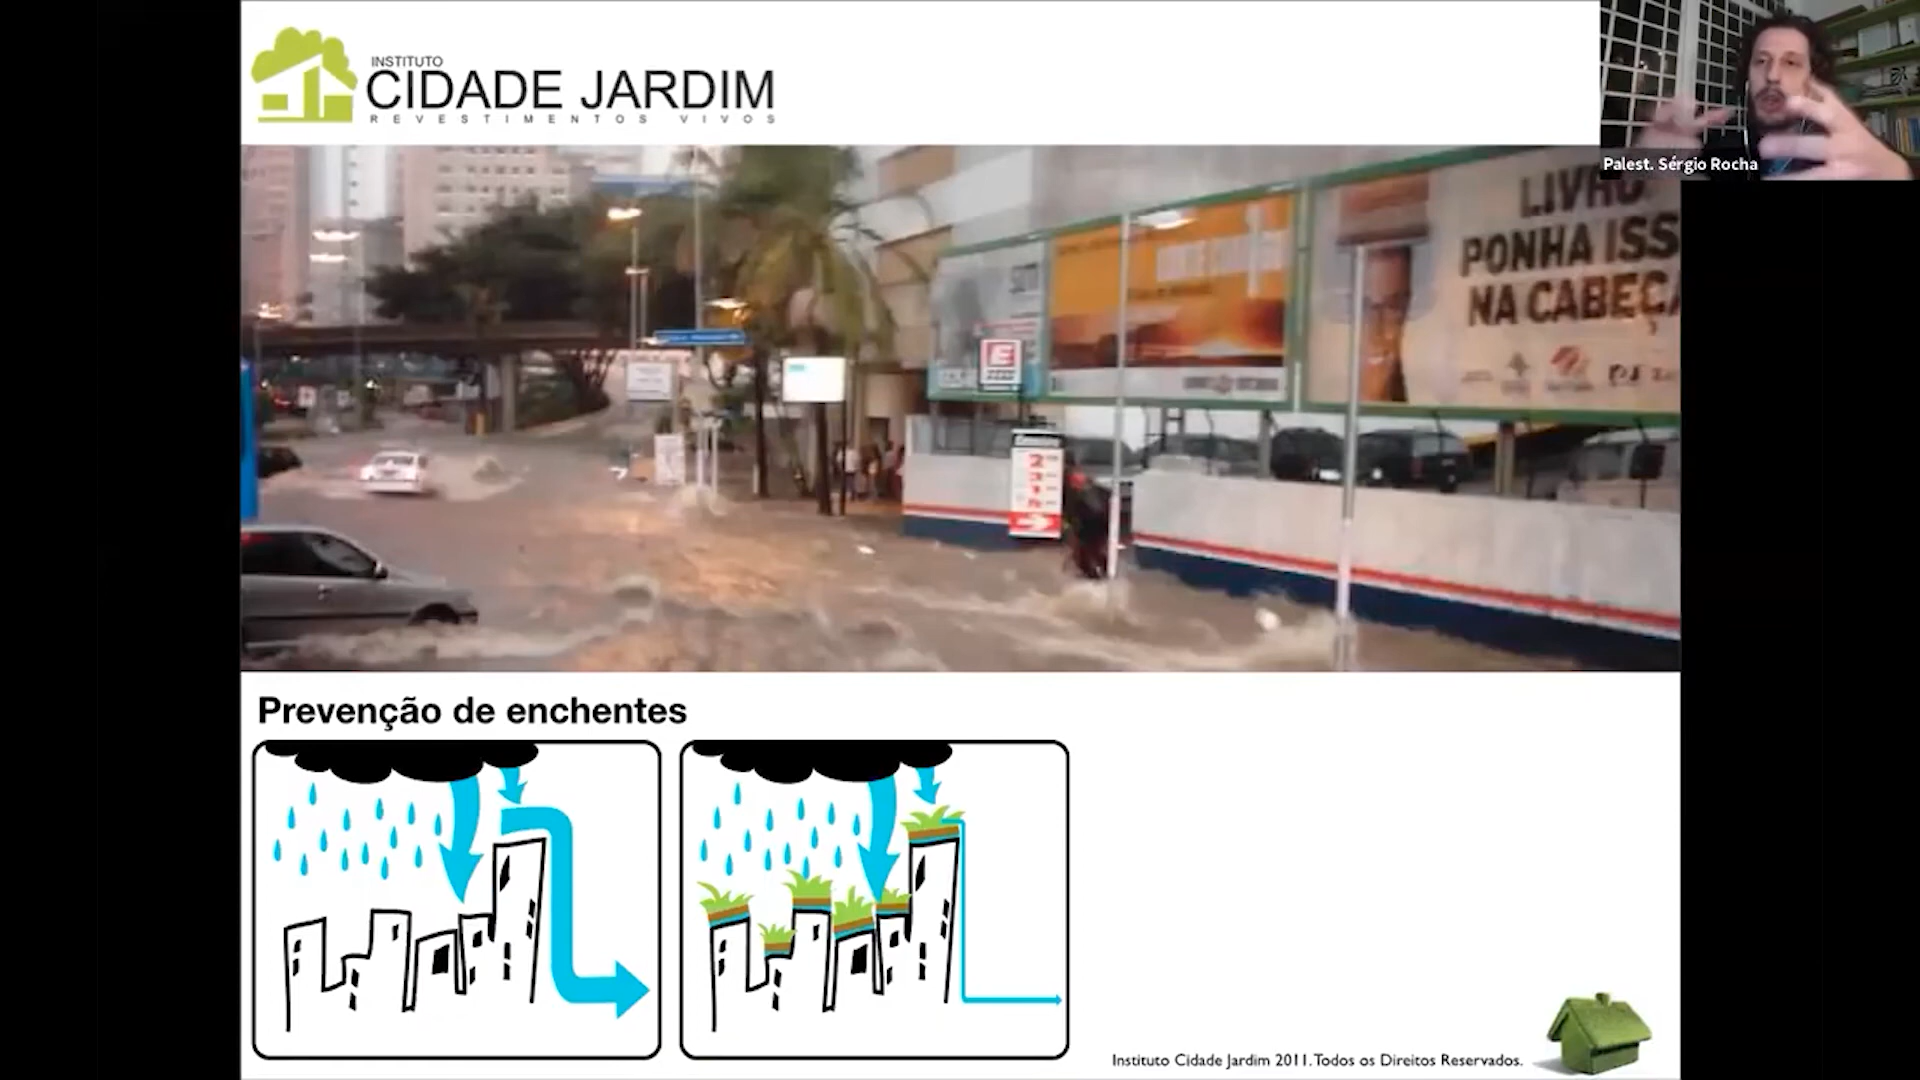 INSTITUTO
CIDADE JARDIM
REVESTIMENTOS VIVOS
Palest. Sérgio Rocha
LIVRO
PONHA ISS
NA CABEÇA
E
Prevenção de enchentes
Instituto Cidade Jardim 2011. Todos os Direitos Reservados.